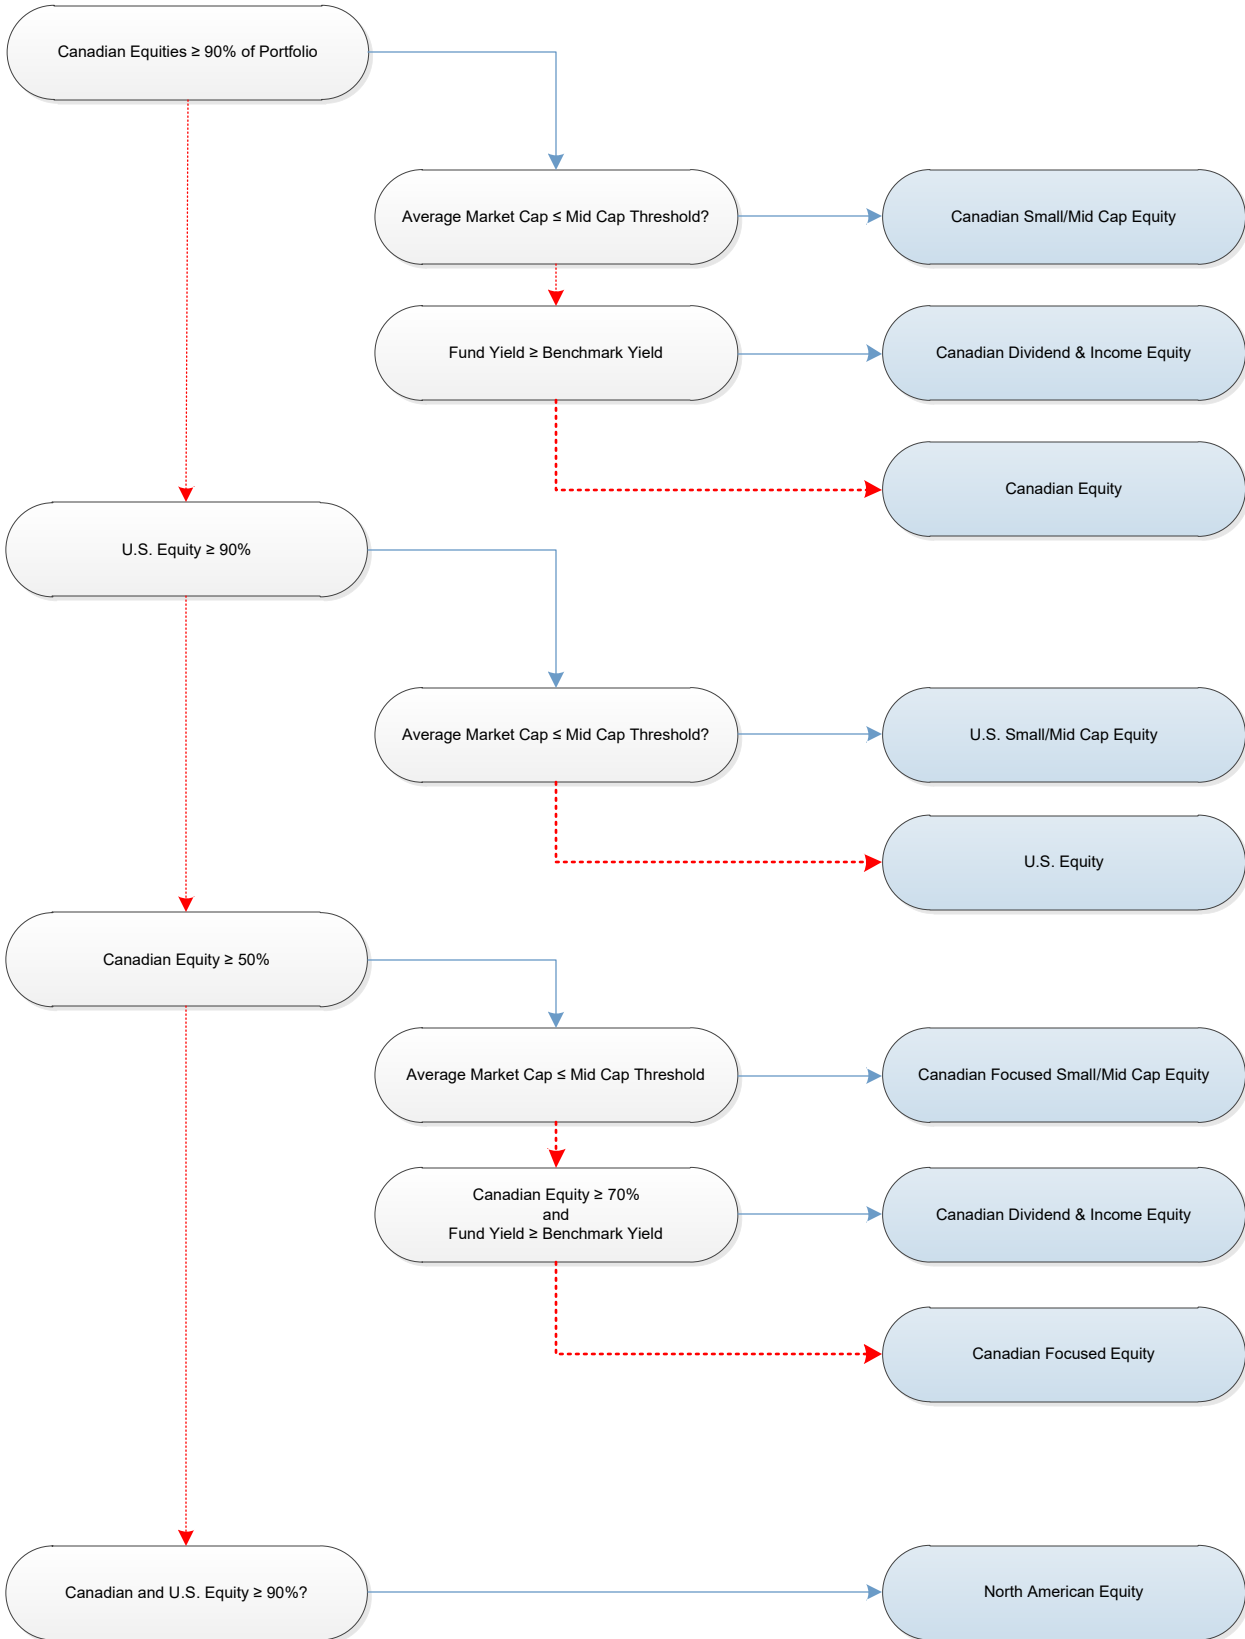 Canadian Equities ≥ 90% of Portfolio
Average Market Cap ≤ Mid Cap Threshold?
Canadian Small/Mid Cap Equity
Fund Yield ≥ Benchmark Yield
Canadian Dividend & Income Equity
Canadian Equity
U.S. Equity ≥ 90%
Average Market Cap ≤ Mid Cap Threshold?
U.S. Small/Mid Cap Equity
U.S. Equity
Canadian Equity ≥ 50%
Average Market Cap ≤ Mid Cap Threshold
Canadian Focused Small/Mid Cap Equity
Canadian Equity ≥ 70%
and
Fund Yield ≥ Benchmark Yield
Canadian Dividend & Income Equity
Canadian Focused Equity
Canadian and U.S. Equity ≥ 90%?
North American Equity